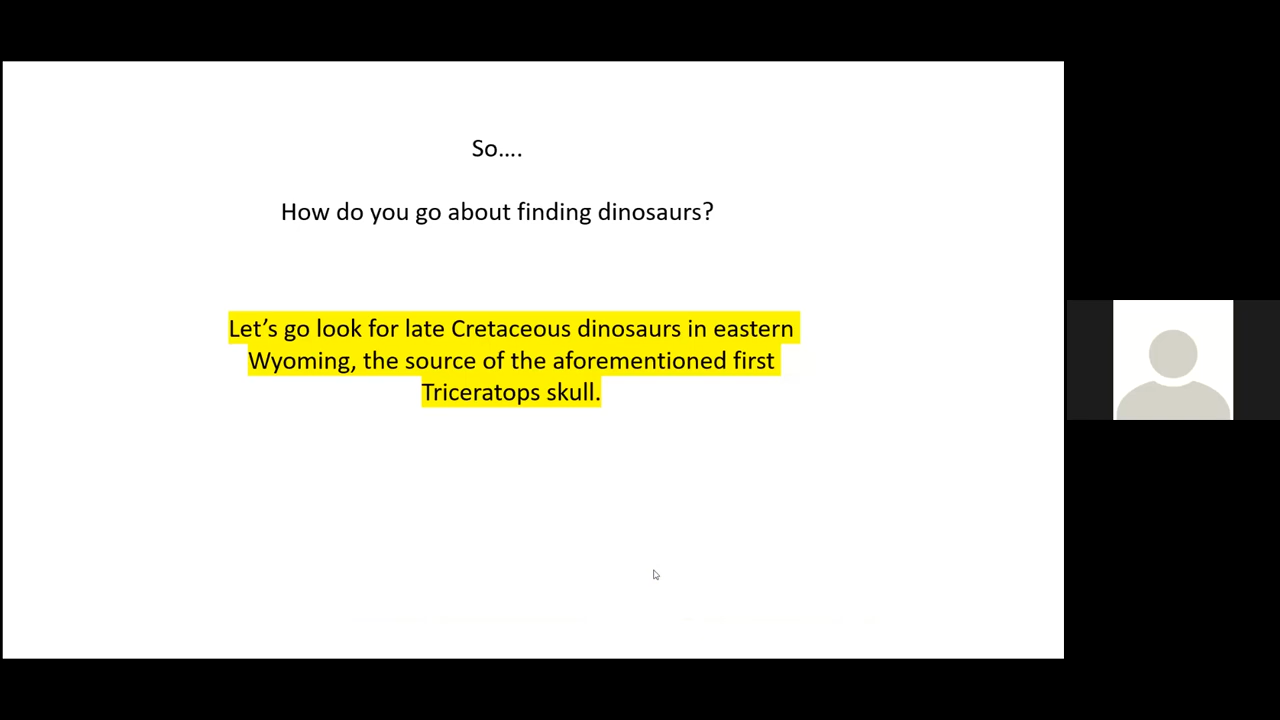 So....
How do you go about finding dinosaurs?
Let’s go look for late Cretaceous dinosaurs in eastern
Wyoming, the source of the aforementioned first
Triceratops skull.